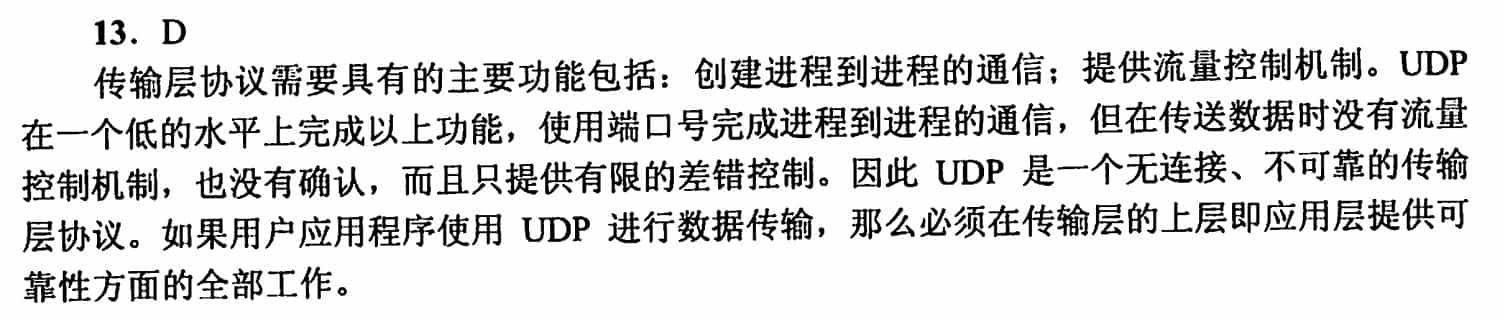 13. D
传输层协议需要具有的主要功能包括：创建进程到进程的通信；提供流量控制机制。UDP
在一个低的水平上完成以上功能，使用端口号完成进程到进程的通信，但在传送数据时没有流量
控制机制，也没有确认，而且只提供有限的差错控制。因此 UDP 是一个无连接、不可靠的传输
层协议。如果用户应用程序使用 UDP 进行数据传输，那么必须在传输层的上层即应用层提供可
靠性方面的全部工作。